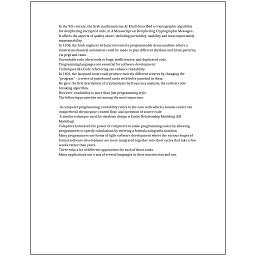 In the 9th century, the Arab mathematician Al-Kindi described a cryptographic algorithm
for deciphering encrypted code, in A Manuscript on Deciphering Cryptographic Messages.
It affects the aspects of quality above, including portability, usability and most importantly
maintainability.
In 1206, the Arab engineer Al-Jazari invented a programmable drum machine where a
musical mechanical automaton could be made to play different rhythms and drum patterns,
via pegs and cams.
Unreadable code often leads to bugs, inefficiencies, and duplicated code.
Programming languages are essential for software development.
Techniques like Code refactoring can enhance readability.
In 1801, the Jacquard loom could produce entirely different weaves by changing the
"program" – a series of pasteboard cards with holes punched in them.
He gave the first description of cryptanalysis by frequency analysis, the earliest code-
breaking algorithm.
However, readability is more than just programming style.
The following properties are among the most important:

In computer programming, readability refers to the ease with which a human reader can
comprehend the purpose, control flow, and operation of source code.
A similar technique used for database design is Entity-Relationship Modeling (ER
Modeling).
Compilers harnessed the power of computers to make programming easier by allowing
programmers to specify calculations by entering a formula using infix notation.
Many programmers use forms of Agile software development where the various stages of
formal software development are more integrated together into short cycles that take a few
weeks rather than years.
There exist a lot of different approaches for each of those tasks.
Many applications use a mix of several languages in their construction and use.